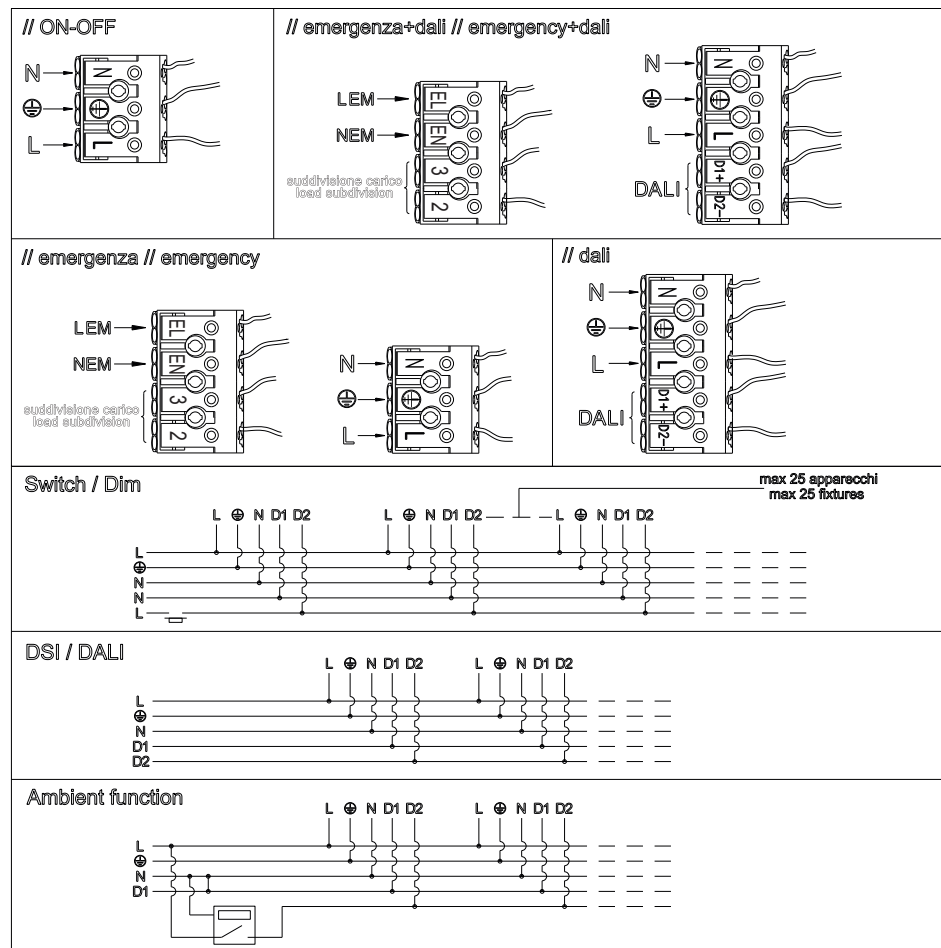 // ON-OFF
N
⏚
L
N
L
// emergenza+dali // emergency+dali
LEM
NEM
suddivisione carico
load subdivision
EL
EN
3
2
N
⏚
L
DALI
N
L
D1+
D2-
// emergenza // emergency
LEM
NEM
suddivisione carico
load subdivision
EL
EN
3
2
N
⏚
L
N
L
// dali
N
⏚
L
DALI
N
L
D1+
D2-
Switch / Dim
max 25 apparecchi
max 25 fixtures
L ⏚ N D1 D2 L ⏚ N D1 D2 L ⏚ N D1 D2
L
⏚
N
N
L
DSI / DALI
L ⏚ N D1 D2 L ⏚ N D1 D2
L
⏚
N
D1
D2
Ambient function
L ⏚ N D1 D2 L ⏚ N D1 D2
L
⏚
N
D1